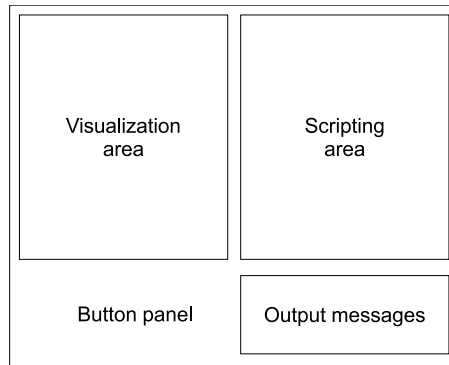 Visualization
area
Scripting
area
Button panel
Output messages